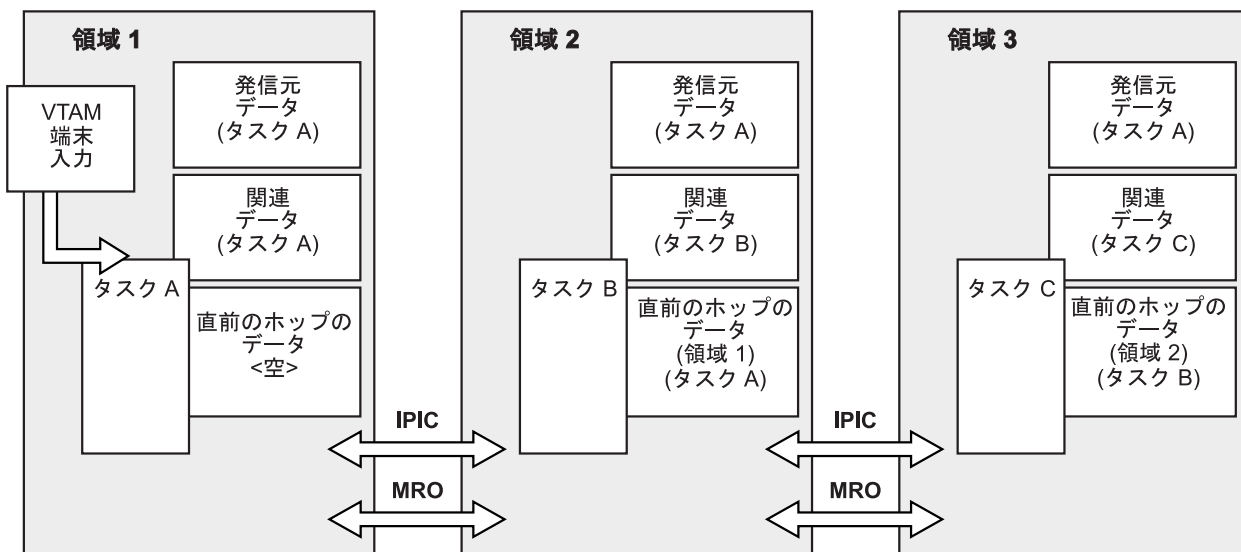 領域 1
VTAM
端末
入力
発信元
データ
(タスク A)
関連
データ
(タスク A)
タスク A
直前のホップの
データ
<空>
IPIC
MRO
領域 2
発信元
データ
(タスク A)
関連
データ
(タスク B)
タスク B
直前のホップの
データ
(領域 1)
(タスク A)
IPIC
MRO
領域 3
発信元
データ
(タスク A)
関連
データ
(タスク C)
タスク C
直前のホップの
データ
(領域 2)
(タスク B)